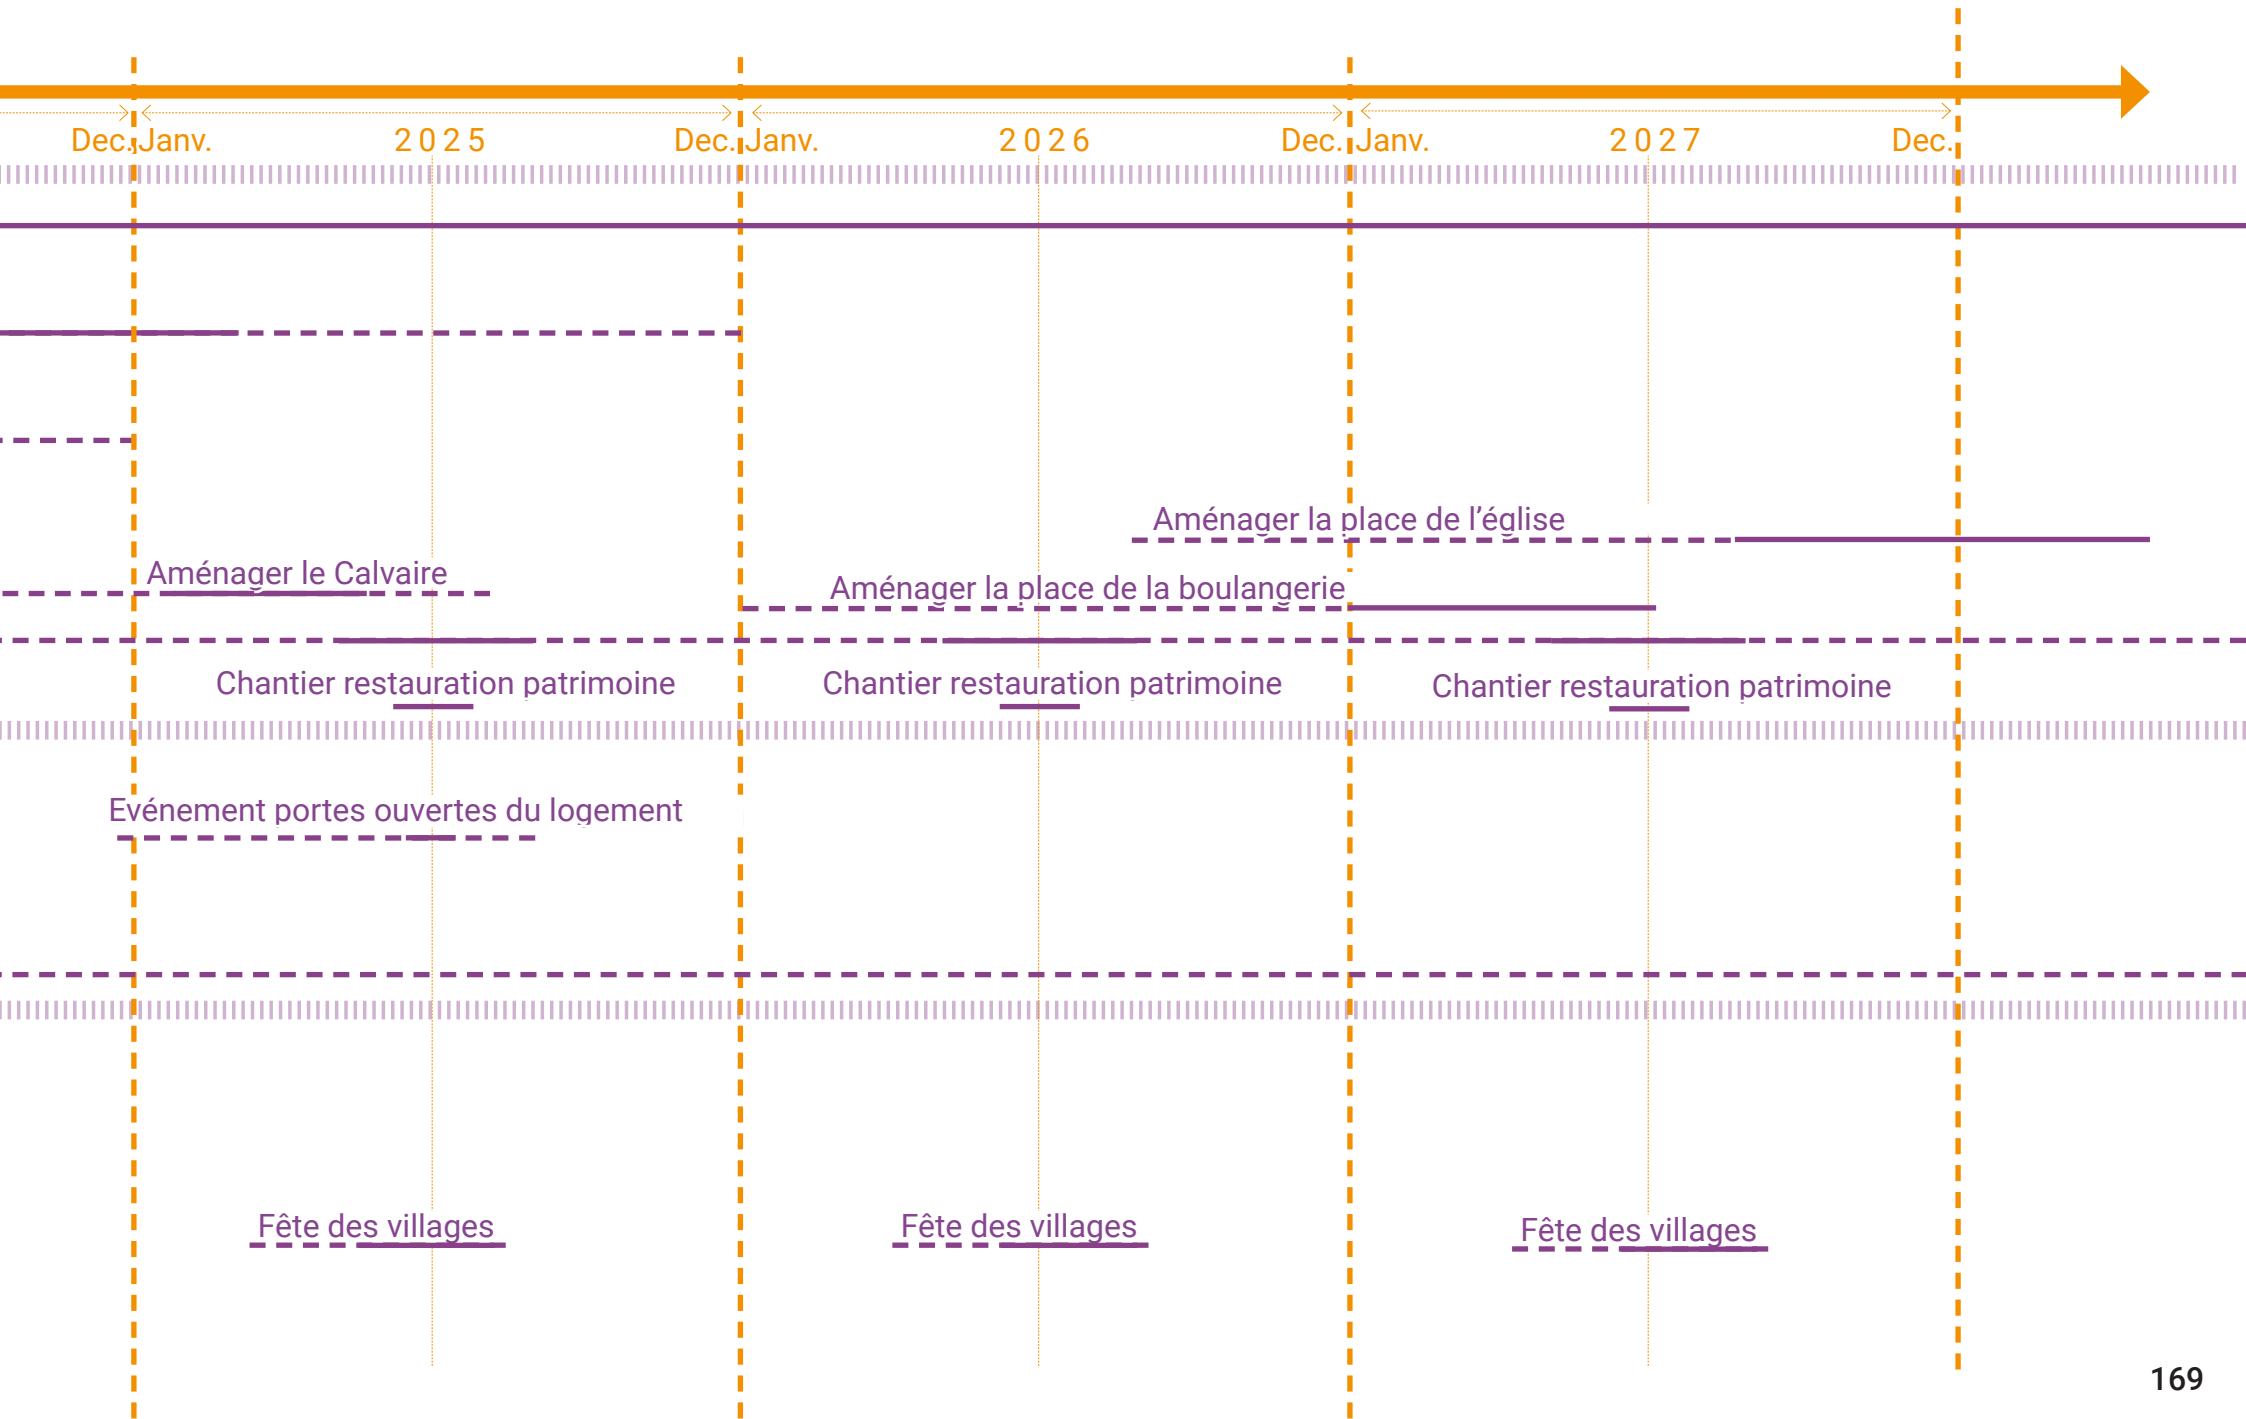 Dec. Janv. 2025 Dec. Janv. 2026 Dec. Janv. 2027 Dec.
Aménager la place de l’église
Aménager le Calvaire
Aménager la place de la boulangerie
Chantier restauration patrimoine
Chantier restauration patrimoine
Chantier restauration patrimoine
Evénement portes ouvertes du logement
Fête des villages
Fête des villages
Fête des villages
169